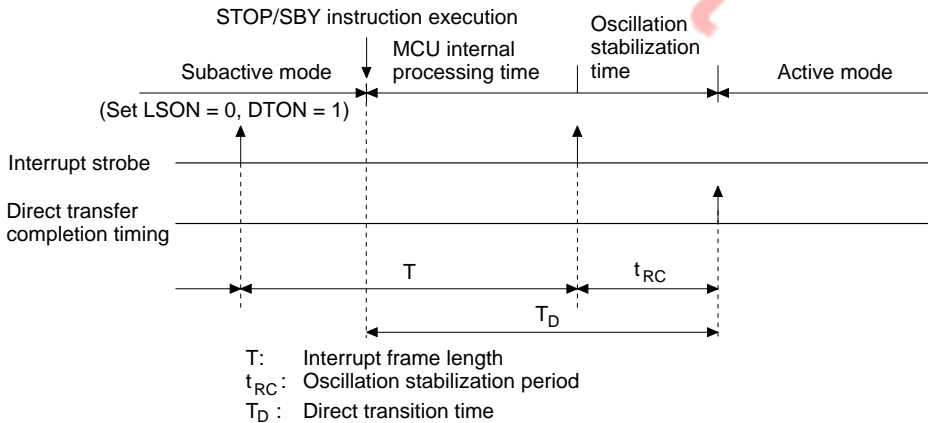 STOP/SBY instruction execution
Subactive mode
MCU internal
processing time
Oscillation
stabilization
time
Active mode
(Set LSON = 0, DTON = 1)
Interrupt strobe
Direct transfer
completion timing
T
tRC
TD
T: Interrupt frame length
tRC : Oscillation stabilization period
TD : Direct transition time